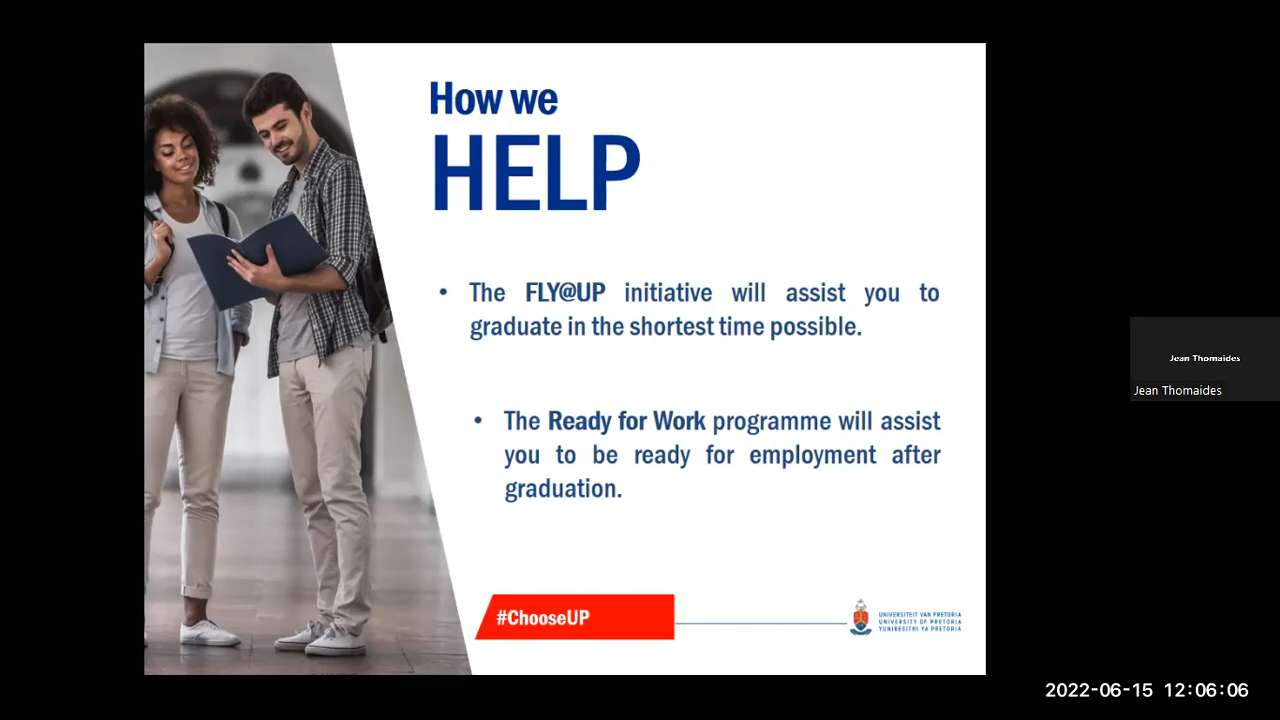 How we
HELP
• The FLY@UP initiative will assist you to
graduate in the shortest time possible.
• The Ready for Work programme will assist
you to be ready for employment after
graduation.
#ChooseUP
UNIVERSITEIT VAN PRETORIA
UNIVERSITY OF PRETORIA
YUNIBESITHI YA PRETORIA
Jean Thomaides
Jean Thomaides
2022-06-15 12:06:06